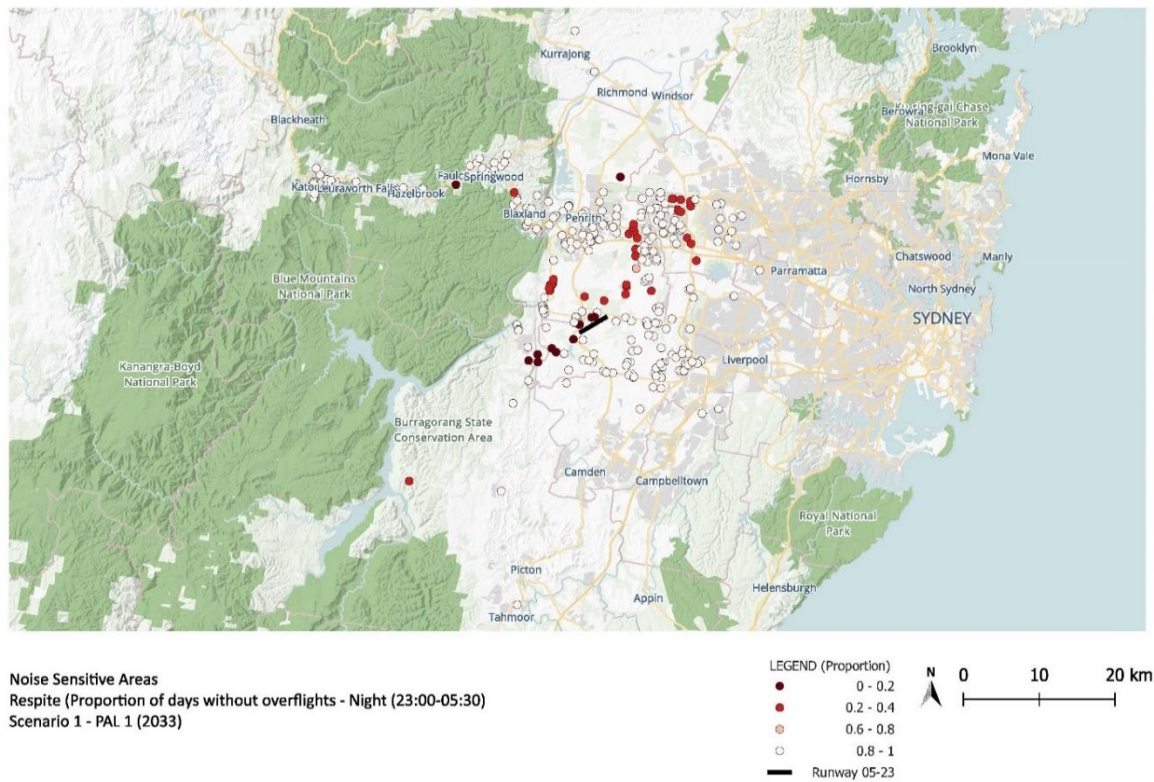 Brooklyn
Kurrajong
Richmond
Windsor
Berowra
Ku-ring-gai Chase
National Park
Blackheath
Mona Vale
Hornsby
Springwood
Hazelbrook
Blaxland
Penrith
Chatswood
Manly
Parramatta
Blue Mountains
National Park
North Sydney
SYDNEY
Liverpool
Kanangra-Boyd
National Park
Burragorang State
Conservation Area
Camden
Campbelltown
Royal National
Park
Picton
Helensburgh
Appin
Tahmoor
Noise Sensitive Areas
Respite (Proportion of days without overflights - Night (23:00-05:30)
Scenario 1 - PAL 1 (2033)
LEGEND (Proportion)
0 - 0.2
0.2 - 0.4
0.6 - 0.8
0.8 - 1
Runway 05-23
N
0 10 20 km